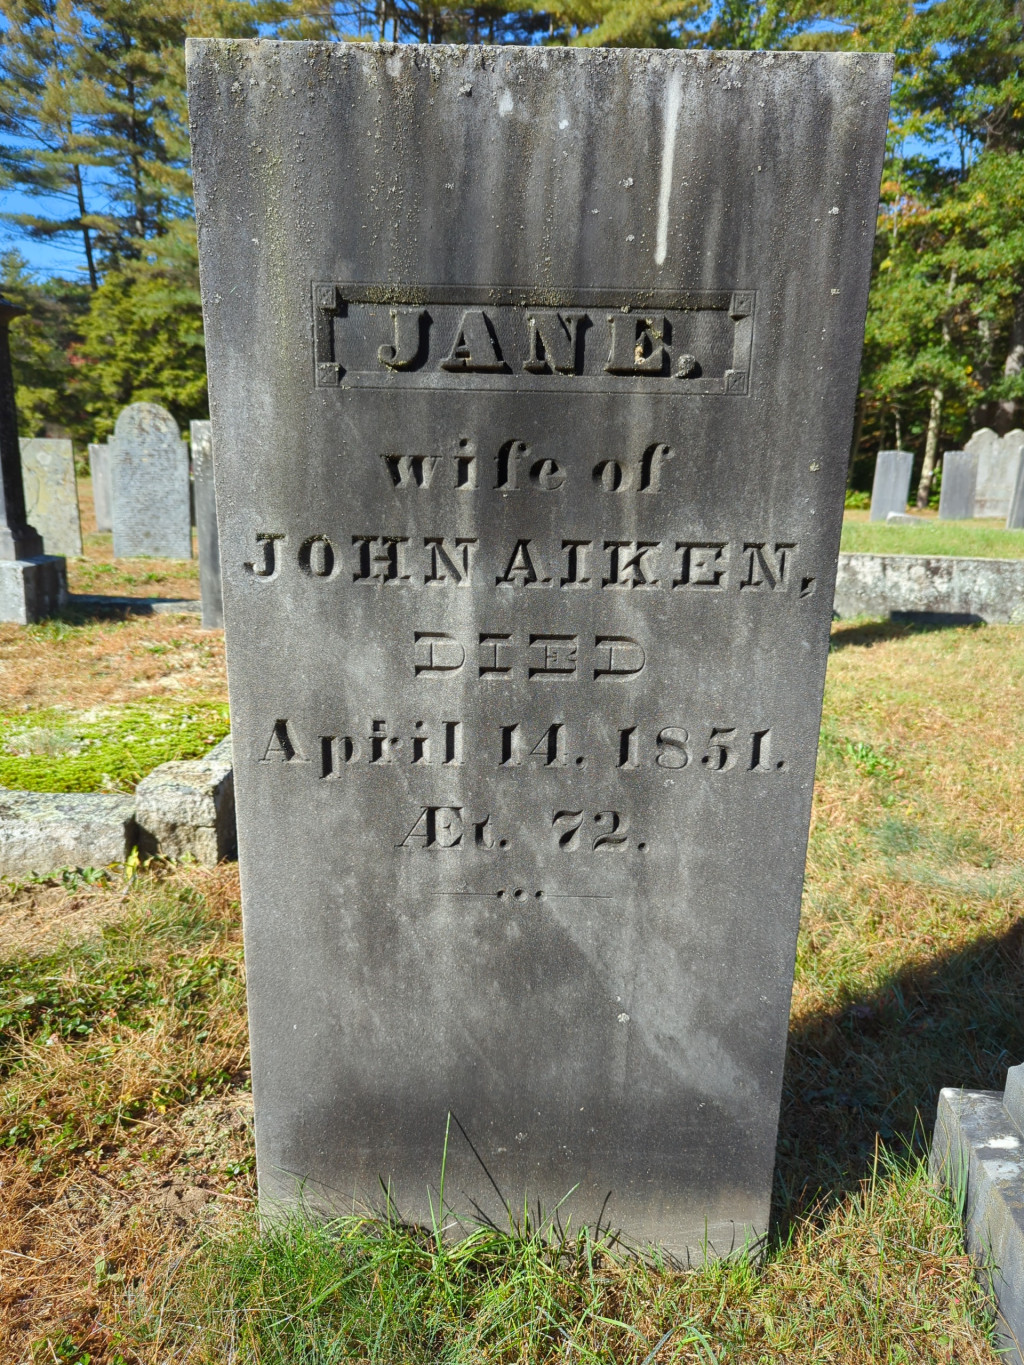 JANE.
wife of
JOHN AIKEN,
DIED
April 14. 1851.
Æt. 72.